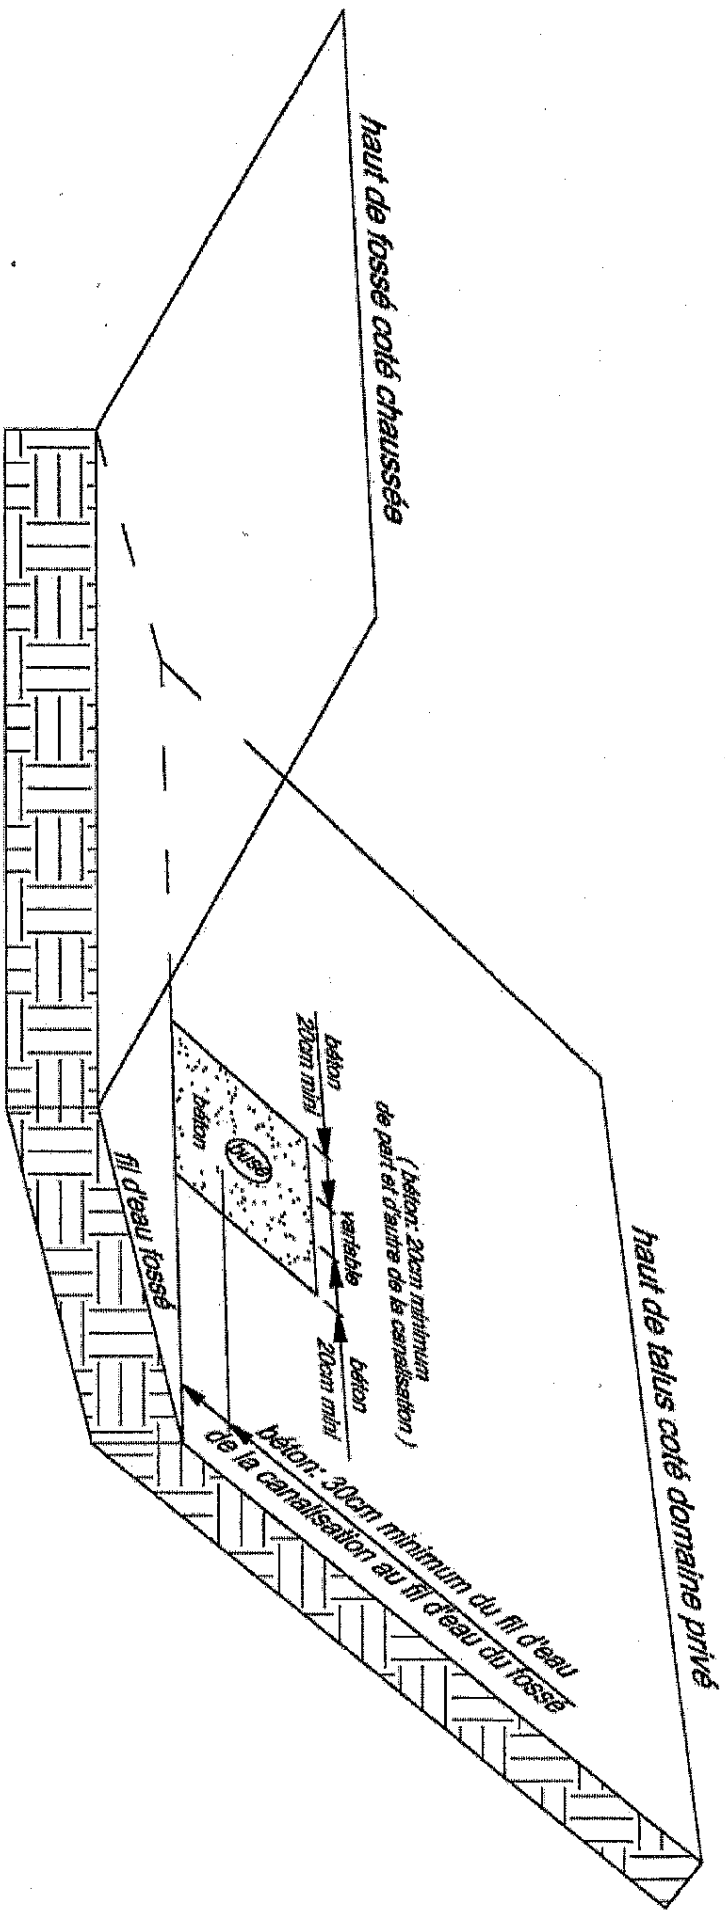 haut de fossé coté chaussée
haut de talus coté domaine privé
( béton: 20cm minimum
de part et d'autre de la canalisation )
béton
20cm mini
variable
béton
20cm mini
buse
béton
fil d'eau fossé
béton: 30cm minimum du fil d'eau
de la canalisation au fil d'eau du fossé